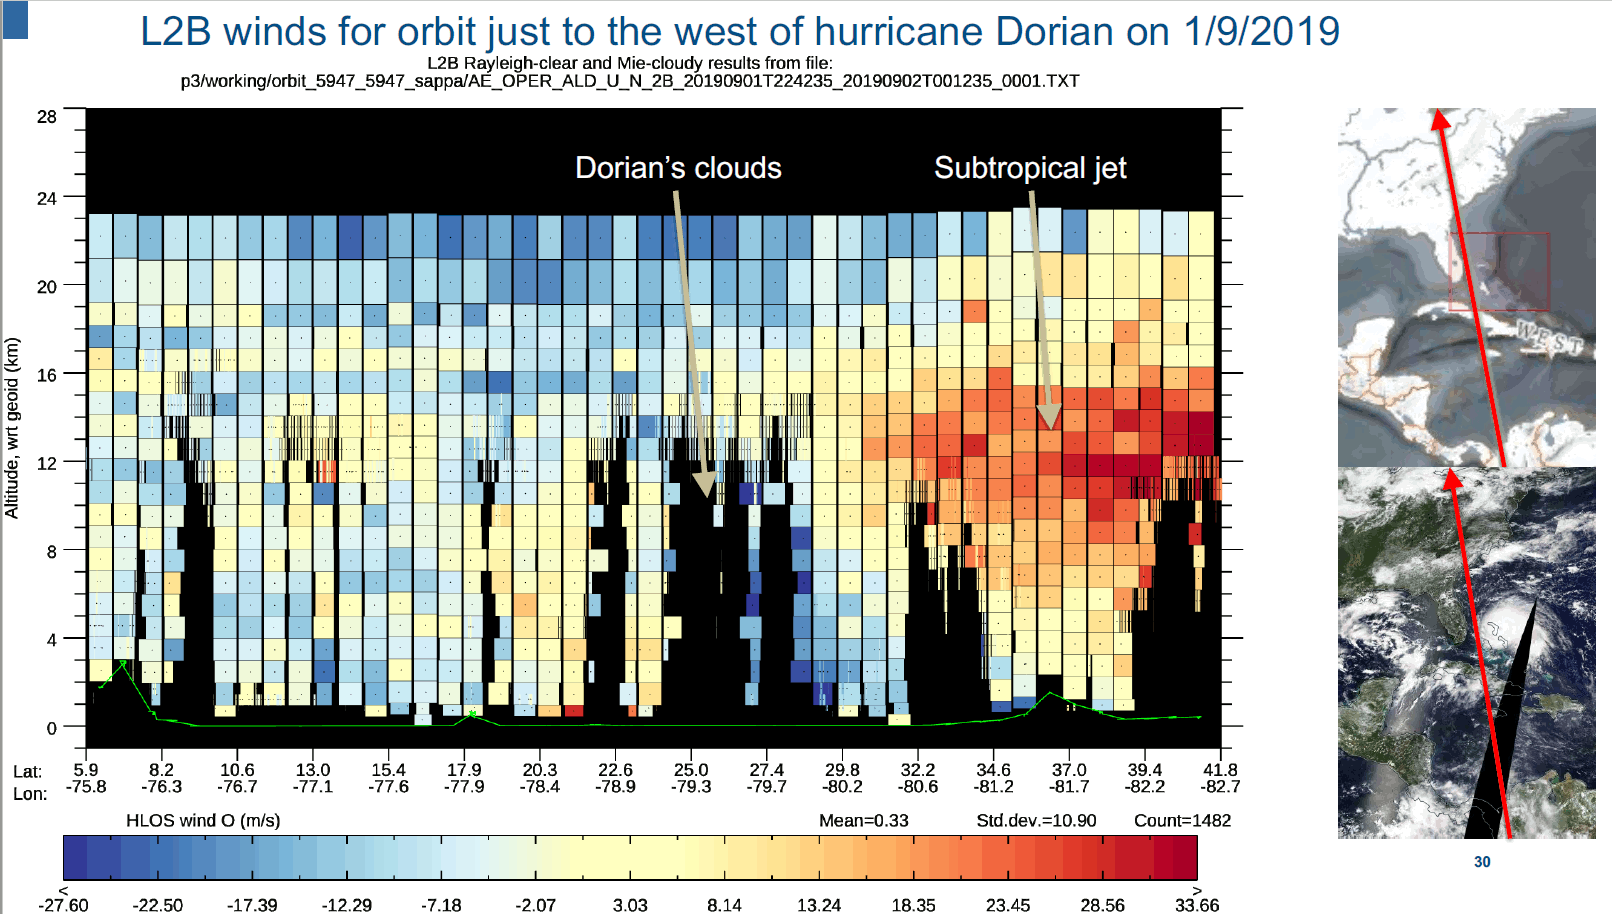 L2B winds for orbit just to the west of hurricane Dorian on 1/9/2019
L2B Rayleigh-clear and Mie-cloudy results from file:
p3/working/orbit_5947_5947_sappa/AE_OPER_ALD_U_N_2B_20190901T224235_20190902T001235_0001.TXT
Dorian's clouds
Subtropical jet
Altitude, wrt geoid (km)
28
24
20
16
12
8
4
0
Lat: 5.9 8.2 10.6 13.0 15.4 17.9 20.3 22.6 25.0 27.4 29.8 32.2 34.6 37.0 39.4 41.8
Lon: -75.8 -76.3 -76.7 -77.1 -77.6 -77.9 -78.4 -78.9 -79.3 -79.7 -80.2 -80.6 -81.2 -81.7 -82.2 -82.7
HLOS wind O (m/s) Mean=0.33 Std.dev.=10.90 Count=1482
< >
-27.60 -22.50 -17.39 -12.29 -7.18 -2.07 3.03 8.14 13.24 18.35 23.45 28.56 33.66
WEST
30